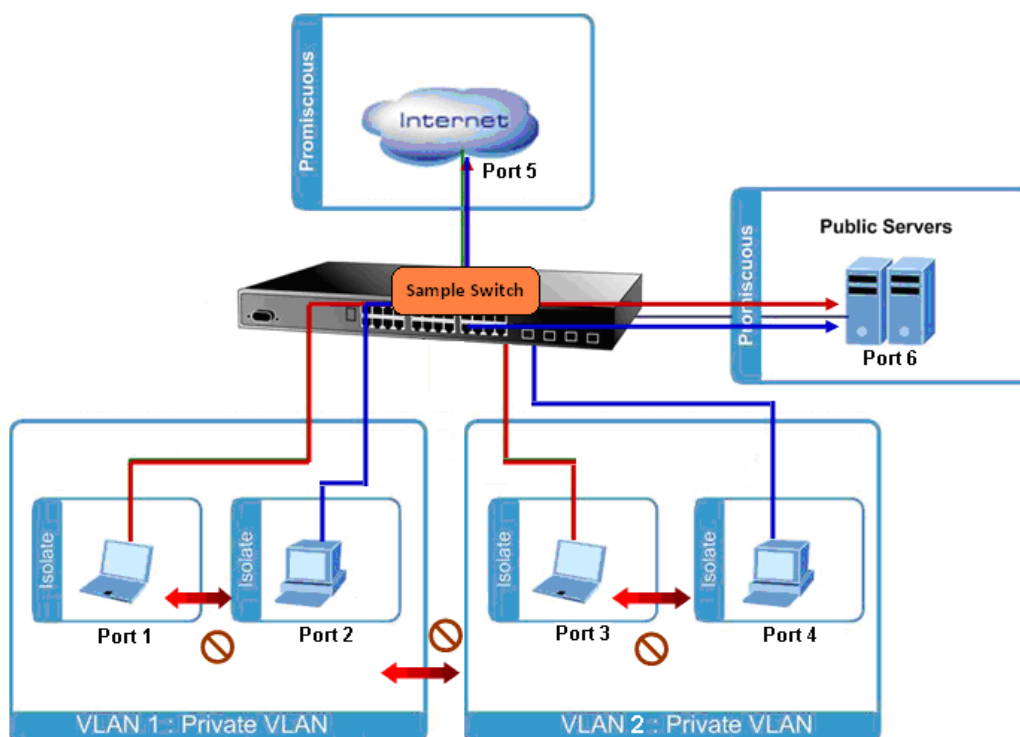 Promiscuous
Internet
Port 5
Promiscuous
Public Servers
Port 6
Sample Switch
Isolate
Port 1
Isolate
Port 2
Isolate
Port 3
Isolate
Port 4
VLAN 1 : Private VLAN
VLAN 2 : Private VLAN